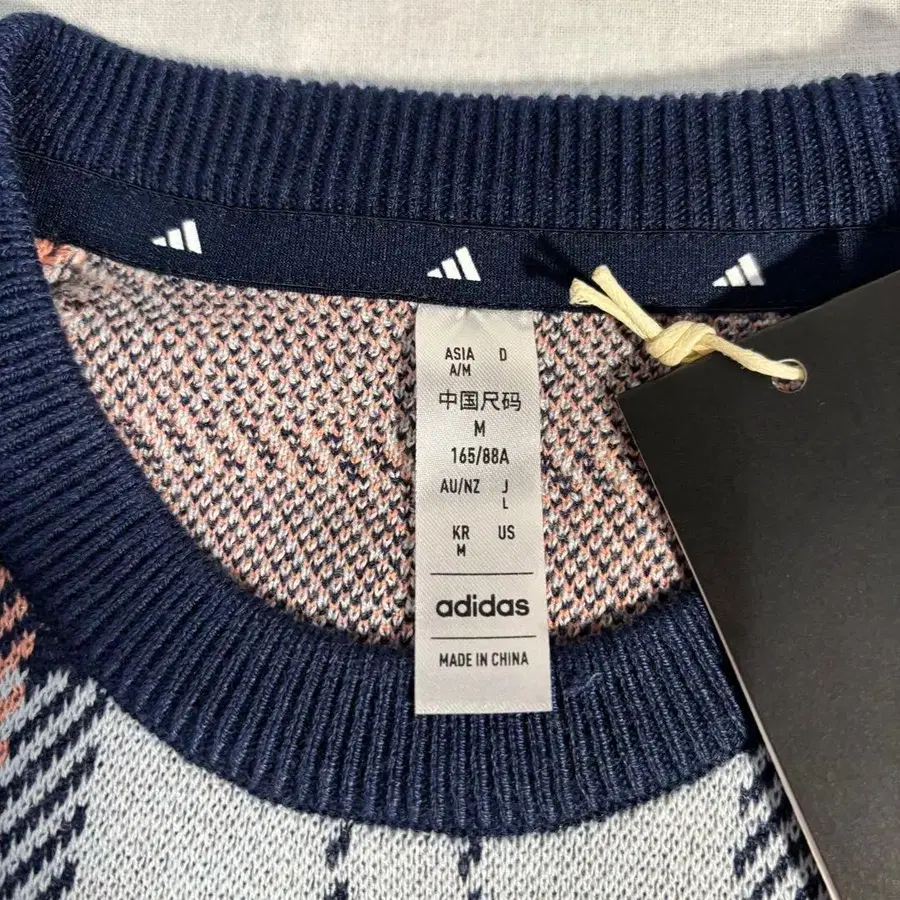 ASIA D
A/M
中国尺码
M
165/88A
AU/NZ J
L
KR US
M
adidas
MADE IN CHINA